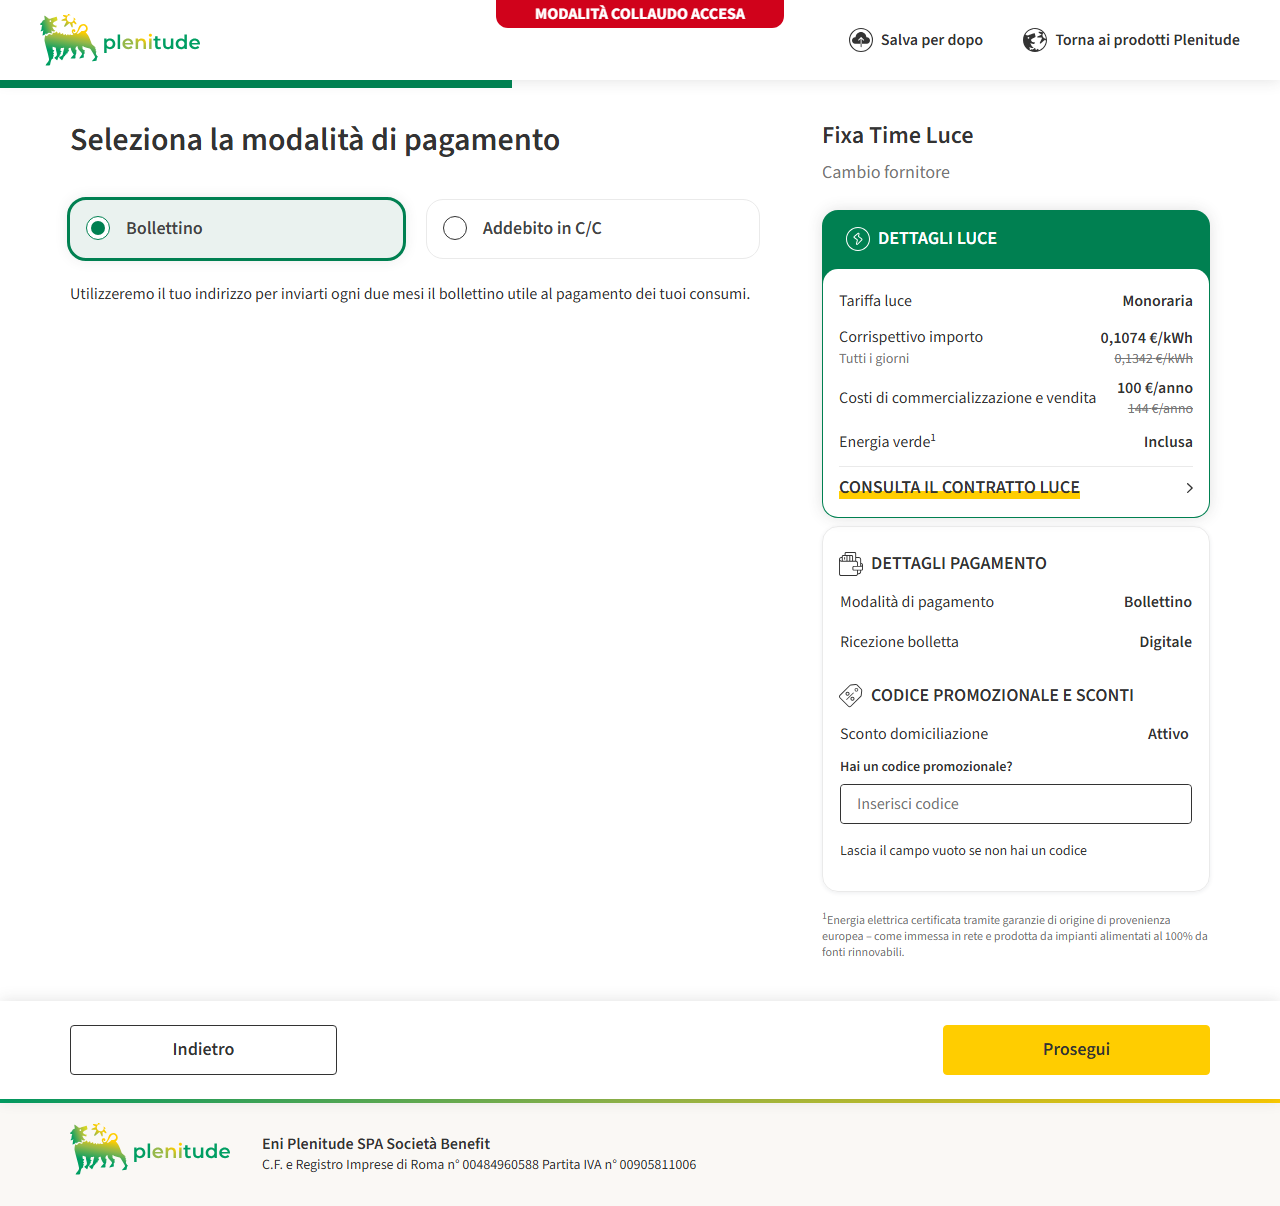 MODALITÀ COLLAUDO ACCESA
plenitude
Salva per dopo
Torna ai prodotti Plenitude
Seleziona la modalità di pagamento
Bollettino
Addebito in C/C
Utilizzeremo il tuo indirizzo per inviarti ogni due mesi il bollettino utile al pagamento dei tuoi consumi.
Fixa Time Luce
Cambio fornitore
DETTAGLI LUCE
Tariffa luce Monoraria
Corrispettivo importo 0,1074 €/kWh
Tutti i giorni 0,1342 €/kWh
Costi di commercializzazione e vendita 100 €/anno
144 €/anno
Energia verde¹ Inclusa
CONSULTA IL CONTRATTO LUCE
DETTAGLI PAGAMENTO
Modalità di pagamento Bollettino
Ricezione bolletta Digitale
CODICE PROMOZIONALE E SCONTI
Sconto domiciliazione Attivo
Hai un codice promozionale?
Inserisci codice
Lascia il campo vuoto se non hai un codice
¹Energia elettrica certificata tramite garanzie di origine di provenienza
europea – come immessa in rete e prodotta da impianti alimentati al 100% da
fonti rinnovabili.
Indietro
Prosegui
plenitude
Eni Plenitude SPA Società Benefit
C.F. e Registro Imprese di Roma n° 00484960588 Partita IVA n° 00905811006